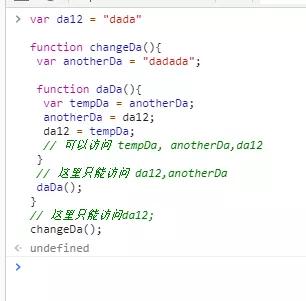 > var da12 = "dada"
function changeDa(){
var anotherDa = "dadada";
function daDa(){
var tempDa = anotherDa;
anotherDa = da12;
da12 = tempDa;
// 可以访问 tempDa, anotherDa,da12
}
// 这里只能访问 da12,anotherDa
daDa();
}
// 这里只能访问da12;
changeDa();
< undefined
>